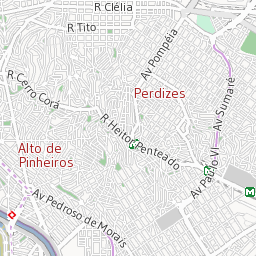 R Clélia
R Tito
Av Pompéia
R Cerro Corá
Perdizes
Av Sumaré
R Heitor Penteado
Alto de
Pinheiros
Av Paulo VI
Av Pedroso de Morais
M